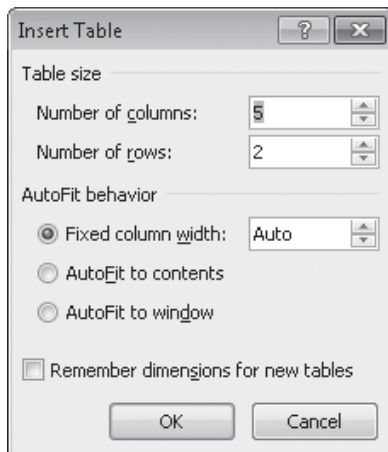 Insert Table
Table size
Number of columns: 5
Number of rows: 2
AutoFit behavior
Fixed column width: Auto
AutoFit to contents
AutoFit to window
Remember dimensions for new tables
OK Cancel